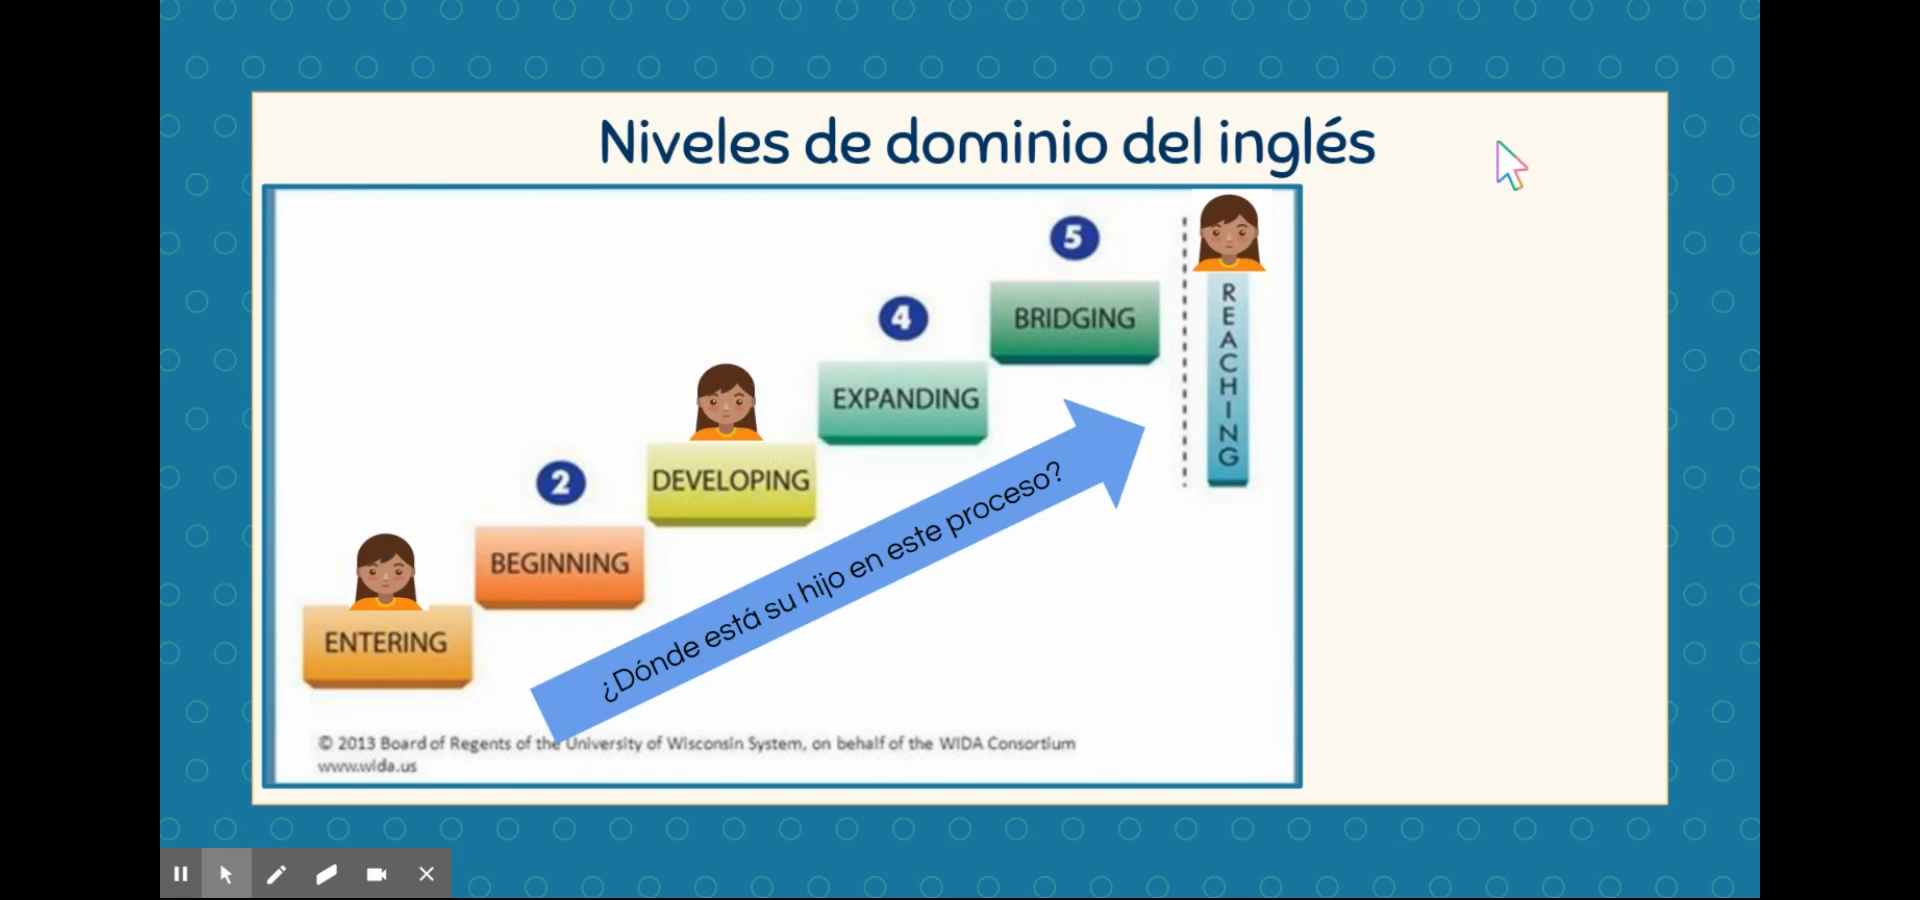 Niveles de dominio del inglés
5
REACHING
BRIDGING
4
EXPANDING
DEVELOPING
2
BEGINNING
ENTERING
¿Dónde está su hijo en este proceso?
© 2013 Board of Regents of the University of Wisconsin System, on behalf of the WIDA Consortium
www.wida.us